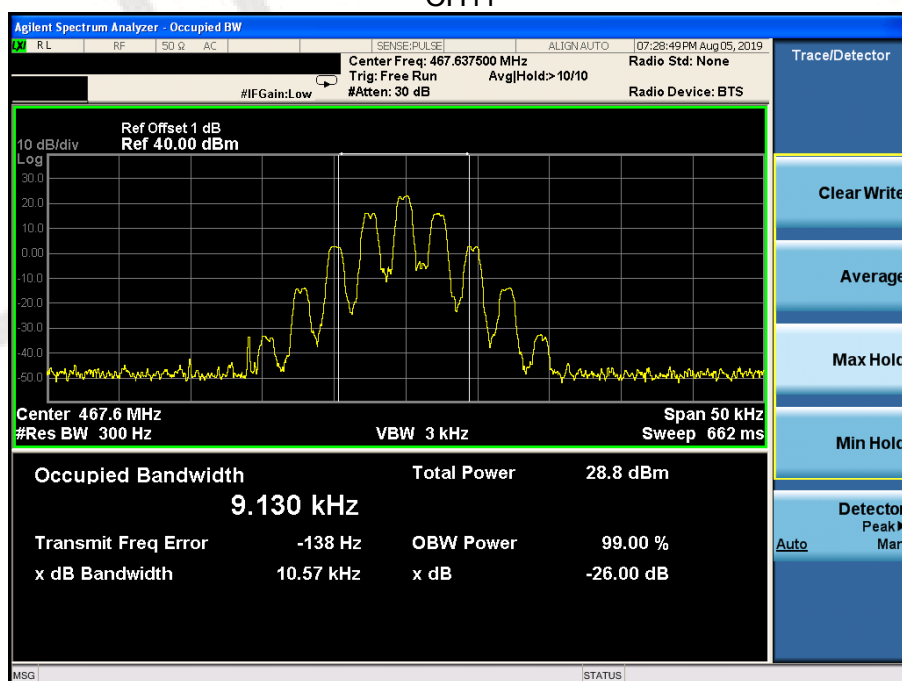 Agilent Spectrum Analyzer - Occupied BW
LXI RL RF 50 Ω AC SENSE:PULSE ALIGN AUTO 07:28:49 PM Aug 05, 2019
Center Freq: 467.637500 MHz Radio Std: None
Trig: Free Run Avg|Hold:> 10/10
#IFGain:Low #Atten: 30 dB Radio Device: BTS
Ref Offset 1 dB
10 dB/div Ref 40.00 dBm
Log
30.0
20.0
10.0
0.00
-10.0
-20.0
-30.0
-40.0
-50.0
Center 467.6 MHz Span 50 kHz
#Res BW 300 Hz VBW 3 kHz Sweep 662 ms
Occupied Bandwidth Total Power 28.8 dBm
9.130 kHz
Transmit Freq Error -138 Hz OBW Power 99.00 %
x dB Bandwidth 10.57 kHz x dB -26.00 dB
MSG STATUS
Trace/Detector
Clear Write
Average
Max Hold
Min Hold
Detector
Peak
Auto Man